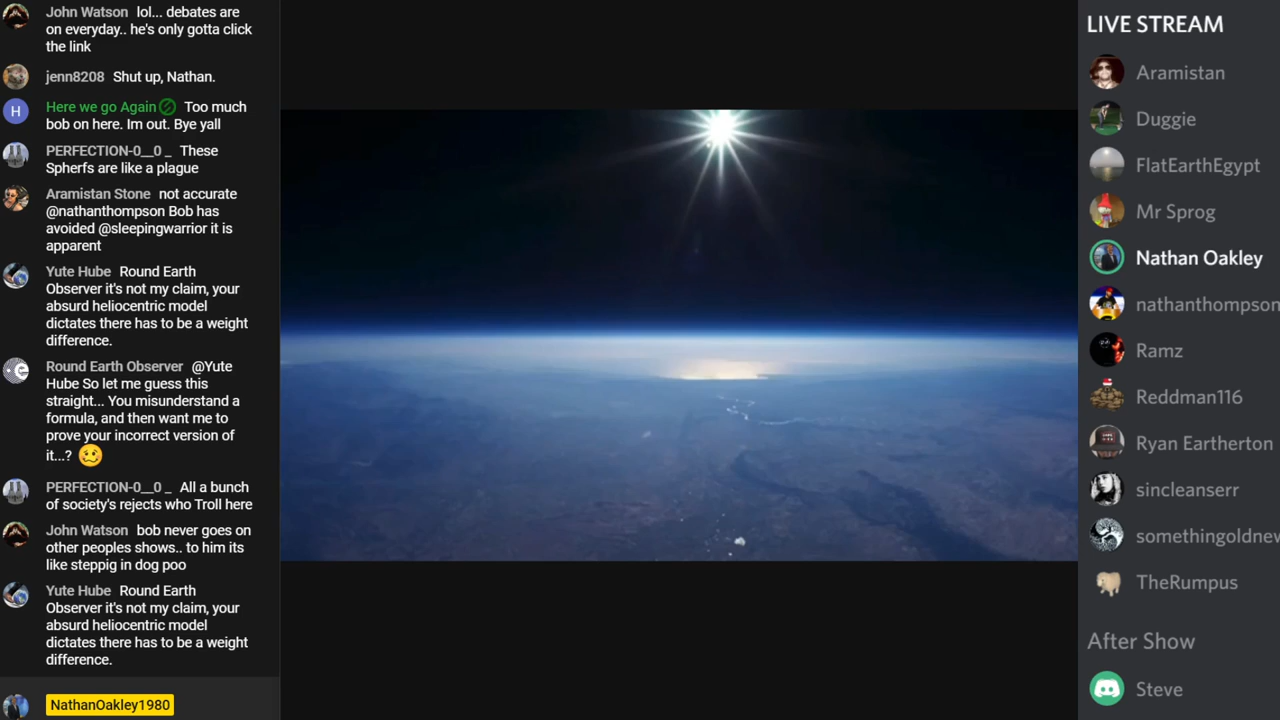 John Watson lol... debates are
on everyday.. he's only gotta click
the link
jenn8208 Shut up, Nathan.
Here we go Again Too much
bob on here. Im out. Bye yall
PERFECTION-0__0 _ These
Spherfs are like a plague
Aramistan Stone not accurate
@nathanthompson Bob has
avoided @sleepingwarrior it is
apparent
Yute Hube Round Earth
Observer it's not my claim, your
absurd heliocentric model
dictates there has to be a weight
difference.
Round Earth Observer @Yute
Hube So let me guess this
straight... You misunderstand a
formula, and then want me to
prove your incorrect version of
it...?
PERFECTION-0__0 _ All a bunch
of society's rejects who Troll here
John Watson bob never goes on
other peoples shows.. to him its
like steppig in dog poo
Yute Hube Round Earth
Observer it's not my claim, your
absurd heliocentric model
dictates there has to be a weight
difference.
NathanOakley1980
H
LIVE STREAM
Aramistan
Duggie
FlatEarthEgypt
Mr Sprog
Nathan Oakley
nathanthompson
Ramz
Reddman116
Ryan Eartherton
sincleanserr
somethingoldnew
TheRumpus
After Show
Steve